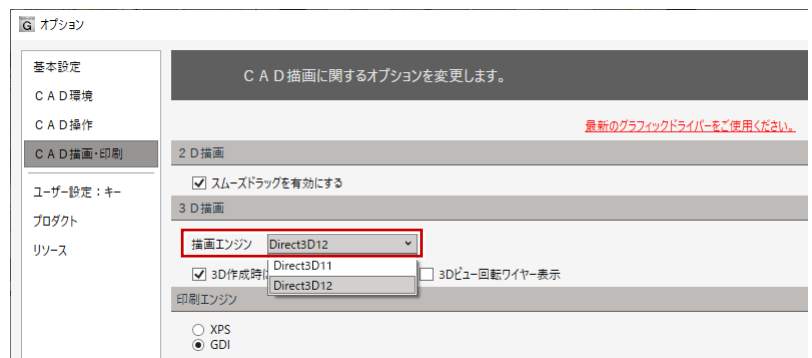 G オプション
基本設定
ＣＡＤ環境
ＣＡＤ操作
ＣＡＤ描画・印刷
ユーザー設定：キー
プロダクト
リソース
ＣＡＤ描画に関するオプションを変更します。
最新のグラフィックドライバーをご使用ください。
２Ｄ描画
スムーズドラッグを有効にする
３Ｄ描画
描画エンジン Direct3D12
Direct3D11
Direct3D12
3D作成時に
3Dビュー回転ワイヤー表示
印刷エンジン
XPS
GDI